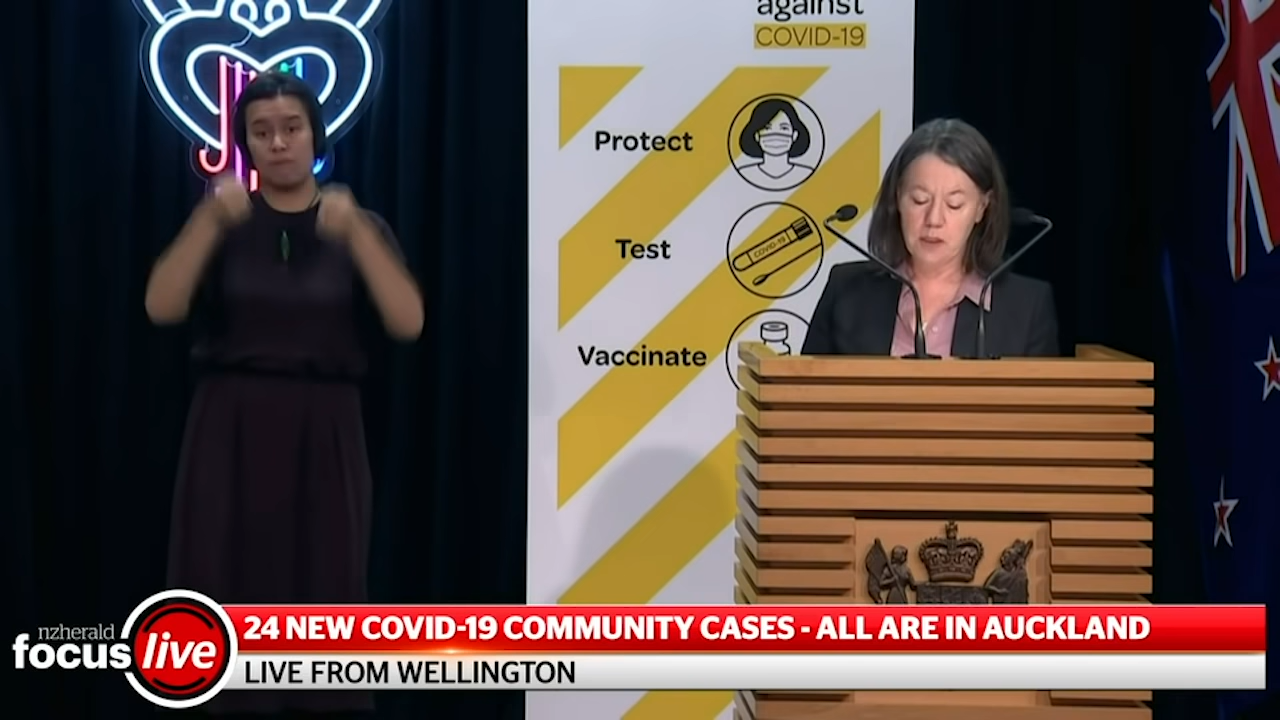 against
COVID-19
Protect
Test
COVID-19
Vaccinate
nzherald
focus
live
24 NEW COVID-19 COMMUNITY CASES - ALL ARE IN AUCKLAND
LIVE FROM WELLINGTON